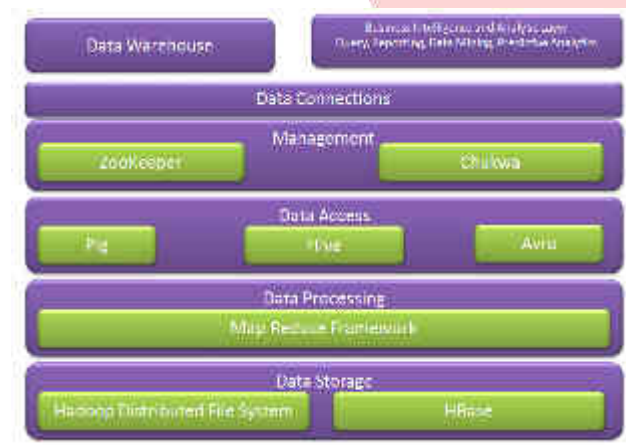 Data Warehouse
Business Intelligence and Analysis Layer
Query, Reporting, Data Mining, Predictive Analytics
Data Connections
Management
ZooKeeper
Chukwa
Data Access
Pig
Hive
Avro
Data Processing
Map Reduce Framework
Data Storage
Hadoop Distributed File System
HBase